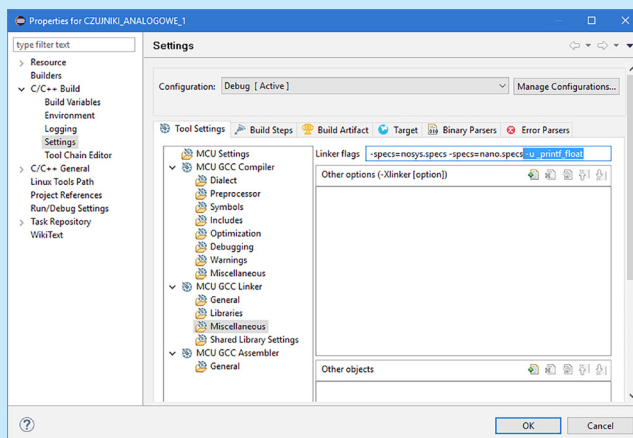 Properties for CZUJNIKI_ANALOGOWE_1
type filter text
Resource
Builders
C/C++ Build
Build Variables
Environment
Logging
Settings
Tool Chain Editor
C/C++ General
Linux Tools Path
Project References
Run/Debug Settings
Task Repository
WikiText
Settings
Configuration: Debug [ Active ]
Manage Configurations...
Tool Settings Build Steps Build Artifact Target Binary Parsers Error Parsers
MCU Settings
MCU GCC Compiler
Dialect
Preprocessor
Symbols
Includes
Optimization
Debugging
Warnings
Miscellaneous
MCU GCC Linker
General
Libraries
Miscellaneous
Shared Library Settings
MCU GCC Assembler
General
Linker flags -specs=nosys.specs -specs=nano.specs -u _printf_float
Other options (-Xlinker [option])
Other objects
OK Cancel